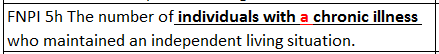 FNPI 5h The number of individuals with a chronic illness
who maintained an independent living situation.